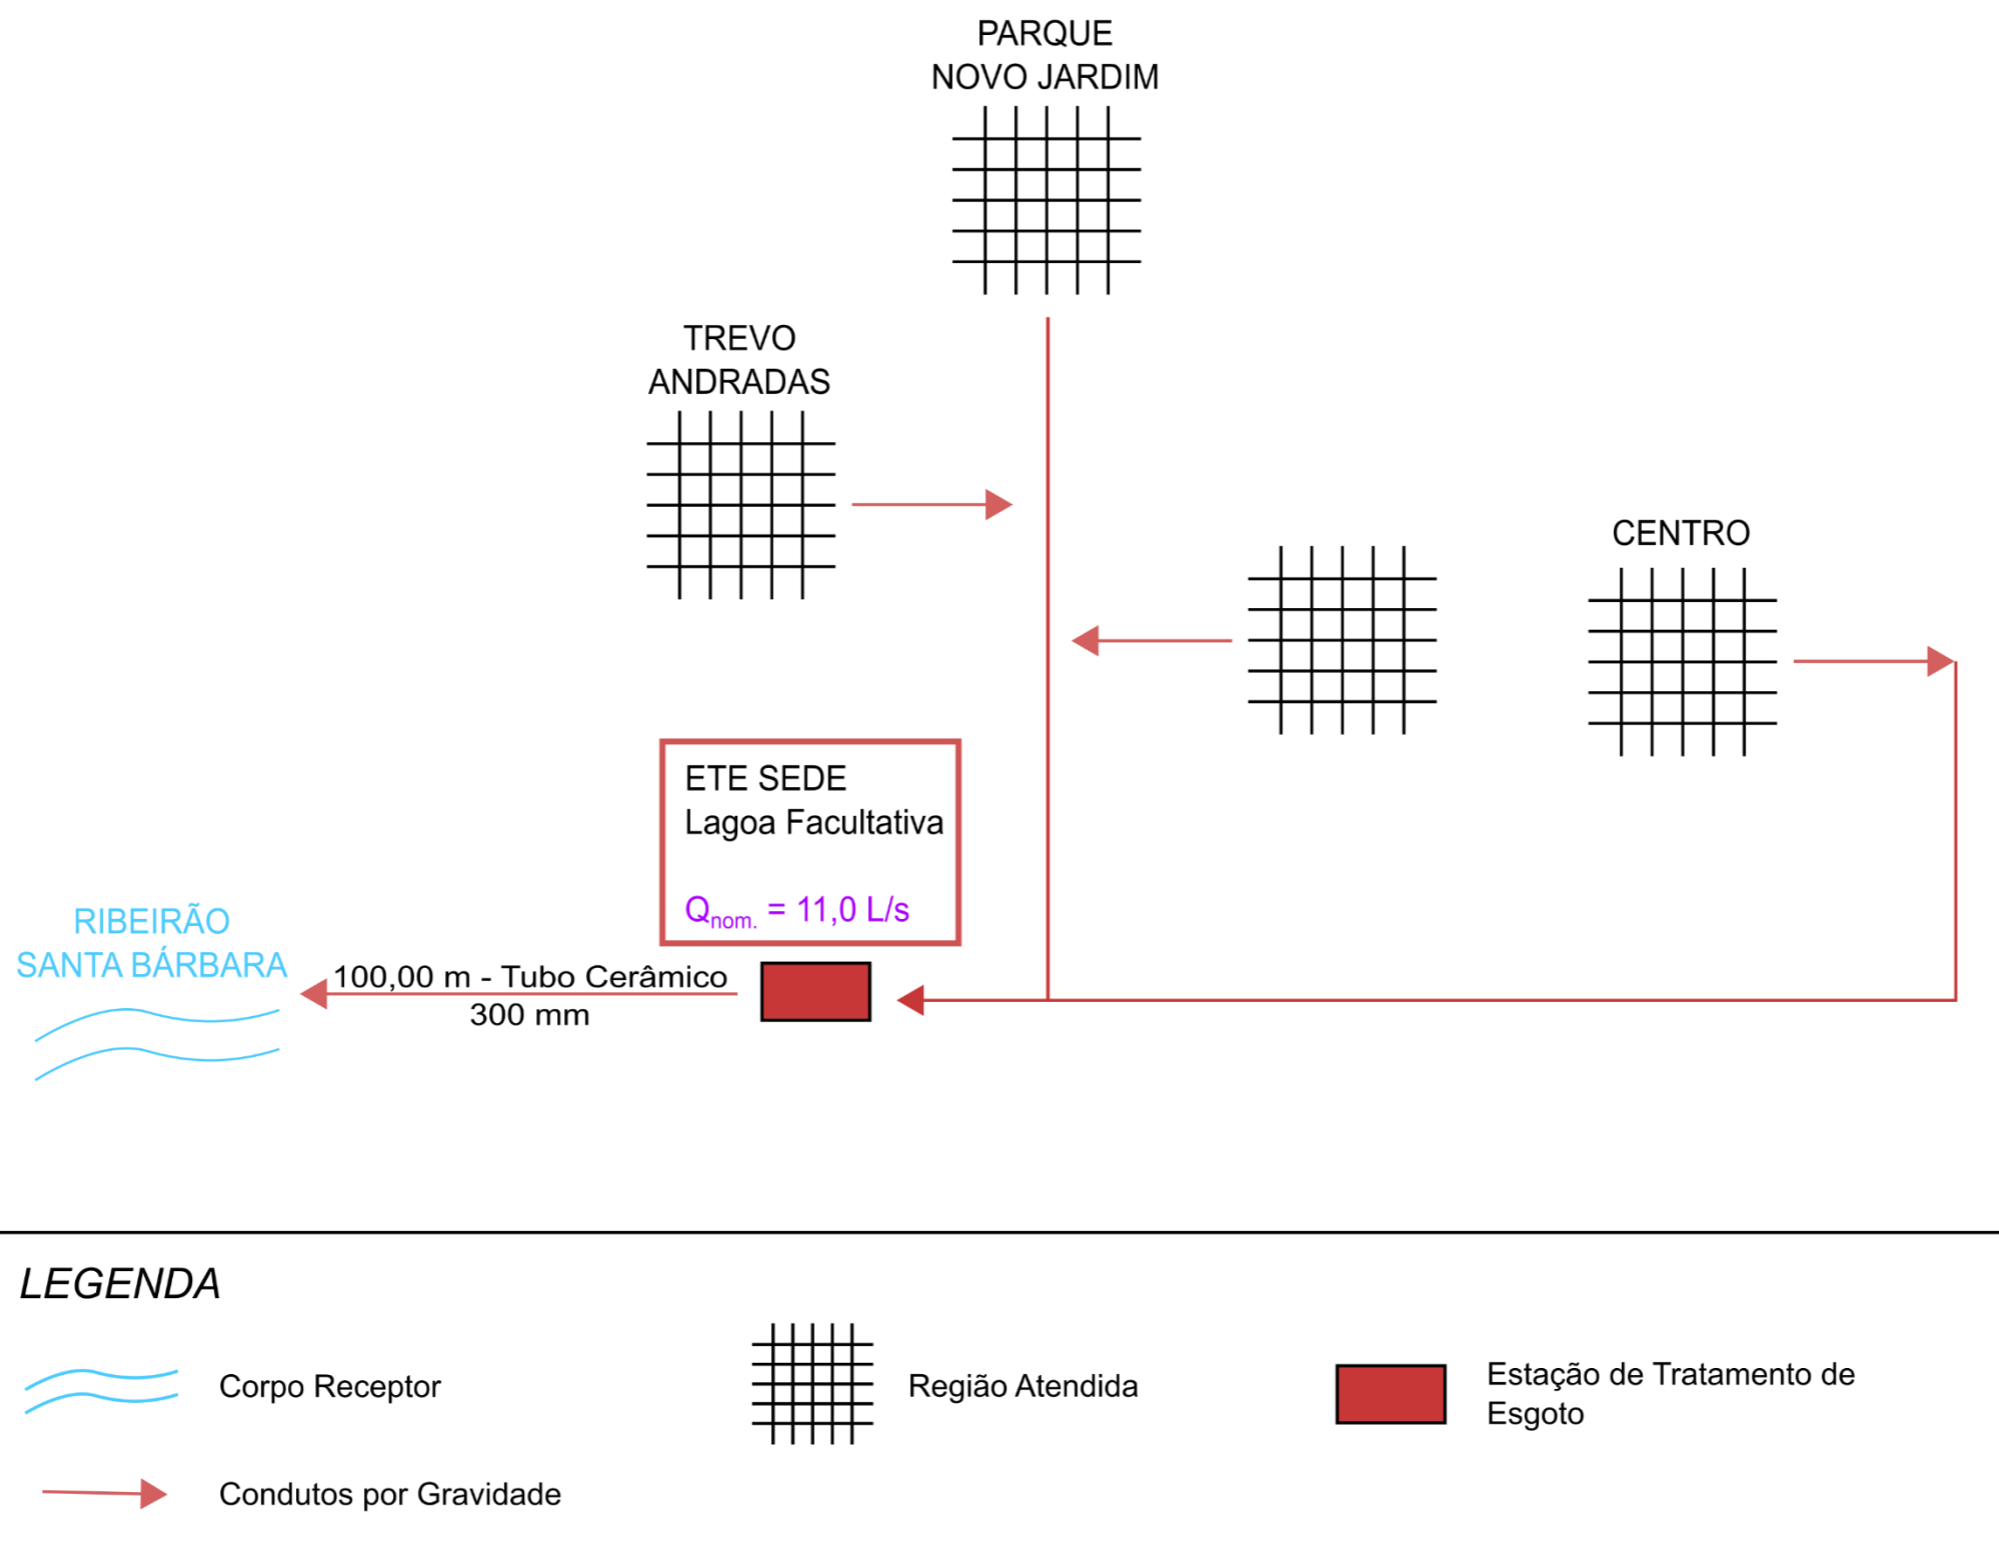 PARQUE
NOVO JARDIM
TREVO
ANDRADAS
CENTRO
ETE SEDE
Lagoa Facultativa
Qnom. = 11,0 L/s
RIBEIRÃO
SANTA BÁRBARA
100,00 m - Tubo Cerâmico
300 mm
LEGENDA
Corpo Receptor
Região Atendida
Estação de Tratamento de
Esgoto
Condutos por Gravidade